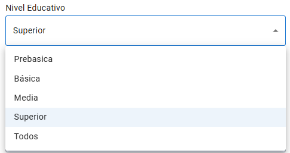 Nivel Educativo
Superior
Prebasica
Básica
Media
Superior
Todos